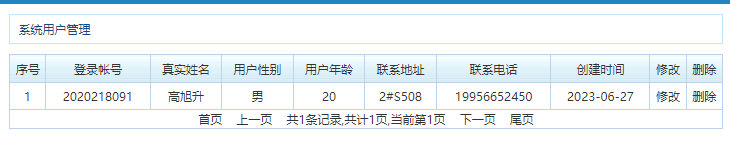 系统用户管理
序号 登录帐号 真实姓名 用户性别 用户年龄 联系地址 联系电话 创建时间 修改 删除
1 2020218091 高旭升 男 20 2#S508 19956652450 2023-06-27 修改 删除
首页 上一页 共1条记录,共计1页,当前第1页 下一页 尾页